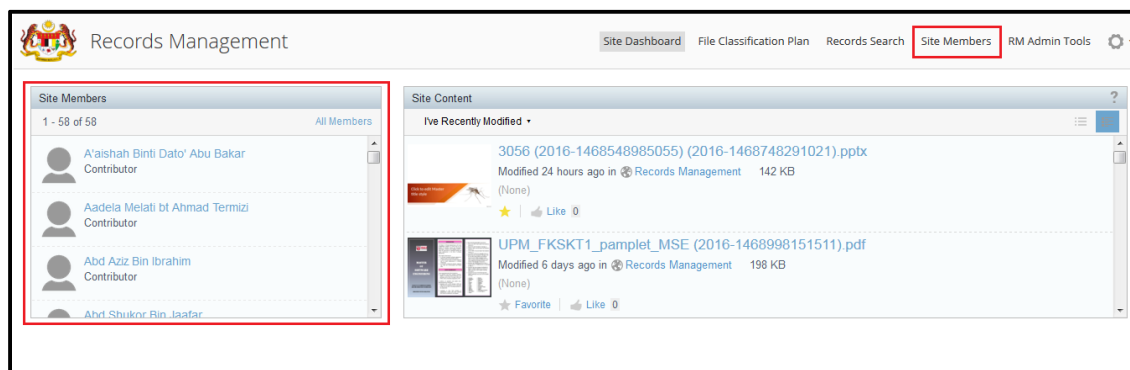 Records Management
Site Dashboard File Classification Plan Records Search Site Members RM Admin Tools
Site Members
1 - 58 of 58 All Members
A'aishah Binti Dato' Abu Bakar
Contributor
Aadela Melati bt Ahmad Termizi
Contributor
Abd Aziz Bin Ibrahim
Contributor
Abd Shukor Bin Jaafar
Site Content ?
I've Recently Modified
3056 (2016-1468548985055) (2016-1468748291021).pptx
Modified 24 hours ago in Records Management 142 KB
(None)
Like 0
UPM_FKSKT1_pamplet_MSE (2016-1468998151511).pdf
Modified 6 days ago in Records Management 198 KB
(None)
Favorite Like 0